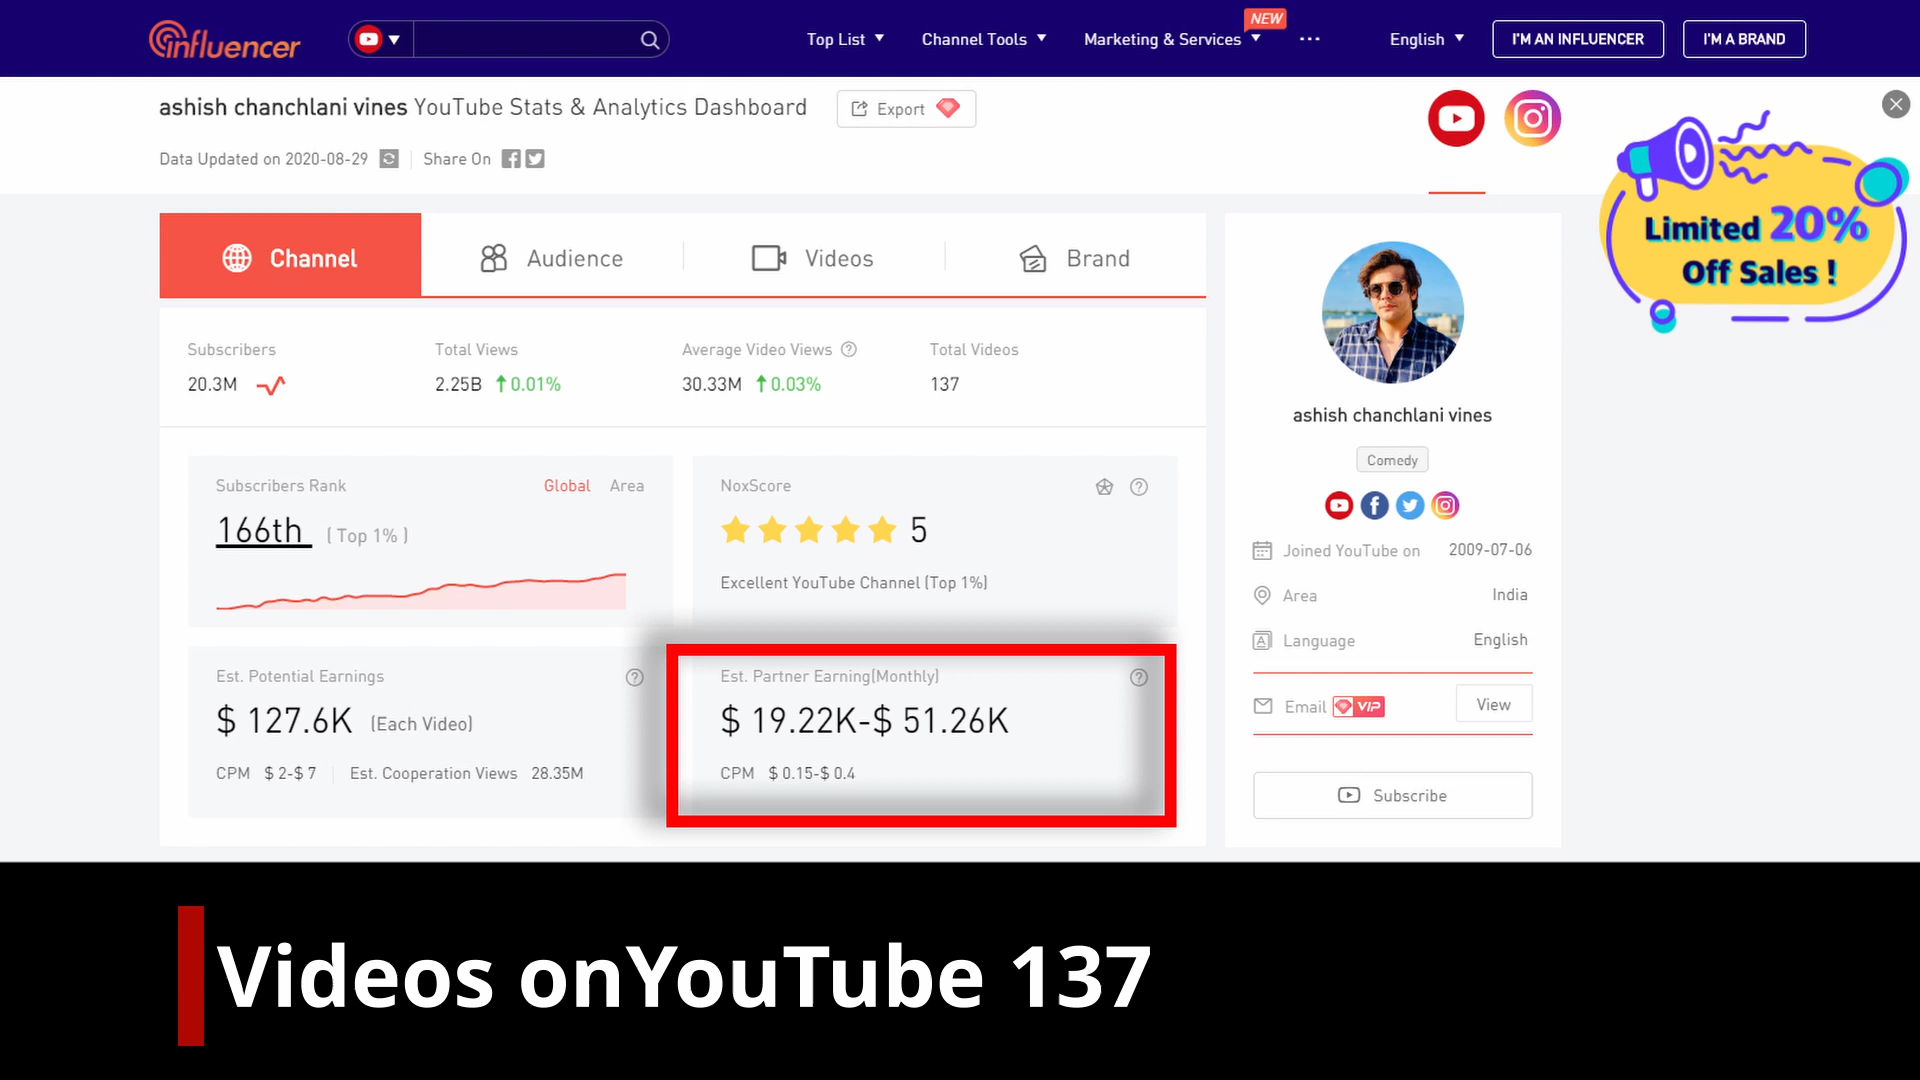 influencer
Top List
Channel Tools
Marketing & Services
NEW
...
English
I'M AN INFLUENCER
I'M A BRAND
ashish chanchlani vines YouTube Stats & Analytics Dashboard
Export
Data Updated on 2020-08-29
Share On
Limited 20%
Off Sales !
Channel
Audience
Videos
Brand
Subscribers
20.3M
Total Views
2.25B 0.01%
Average Video Views
30.33M 0.03%
Total Videos
137
Subscribers Rank
Global Area
166th ( Top 1% )
NoxScore
5
Excellent YouTube Channel (Top 1%)
Est. Potential Earnings
$ 127.6K (Each Video)
CPM $ 2-$ 7
Est. Cooperation Views 28.35M
Est. Partner Earning(Monthly)
$ 19.22K-$ 51.26K
CPM $ 0.15-$ 0.4
ashish chanchlani vines
Comedy
Joined YouTube on 2009-07-06
Area India
Language English
Email VIP View
Subscribe
Videos onYouTube 137